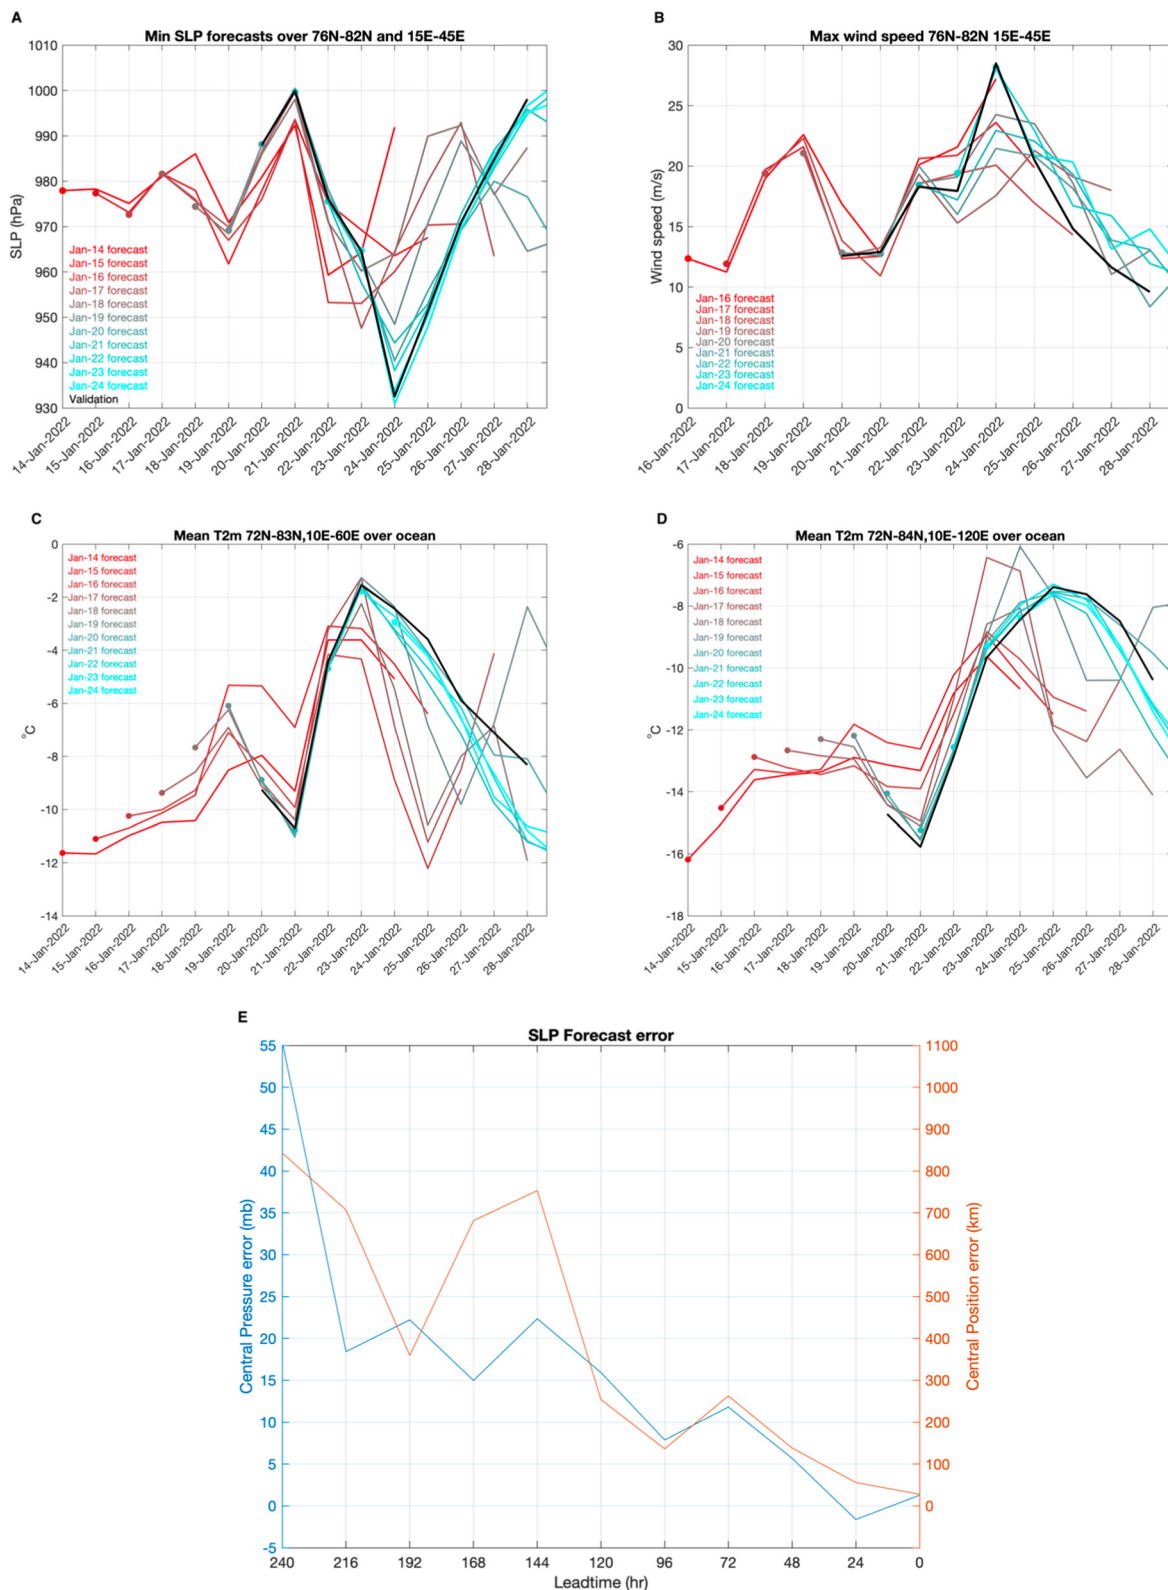 A
Min SLP forecasts over 76N-82N and 15E-45E
1010
1000
990
980
970
960
950
940
930
SLP (hPa)
Jan-14 forecast
Jan-15 forecast
Jan-16 forecast
Jan-17 forecast
Jan-18 forecast
Jan-19 forecast
Jan-20 forecast
Jan-21 forecast
Jan-22 forecast
Jan-23 forecast
Jan-24 forecast
Validation
14-Jan-2022
15-Jan-2022
16-Jan-2022
17-Jan-2022
18-Jan-2022
19-Jan-2022
20-Jan-2022
21-Jan-2022
22-Jan-2022
23-Jan-2022
24-Jan-2022
25-Jan-2022
26-Jan-2022
27-Jan-2022
28-Jan-2022
B
Max wind speed 76N-82N 15E-45E
30
25
20
15
10
5
0
Wind speed (m/s)
Jan-16 forecast
Jan-17 forecast
Jan-18 forecast
Jan-19 forecast
Jan-20 forecast
Jan-21 forecast
Jan-22 forecast
Jan-23 forecast
Jan-24 forecast
16-Jan-2022
17-Jan-2022
18-Jan-2022
19-Jan-2022
20-Jan-2022
21-Jan-2022
22-Jan-2022
23-Jan-2022
24-Jan-2022
25-Jan-2022
26-Jan-2022
27-Jan-2022
28-Jan-2022
C
Mean T2m 72N-83N,10E-60E over ocean
0
-2
-4
-6
-8
-10
-12
-14
°C
Jan-14 forecast
Jan-15 forecast
Jan-16 forecast
Jan-17 forecast
Jan-18 forecast
Jan-19 forecast
Jan-20 forecast
Jan-21 forecast
Jan-22 forecast
Jan-23 forecast
Jan-24 forecast
14-Jan-2022
15-Jan-2022
16-Jan-2022
17-Jan-2022
18-Jan-2022
19-Jan-2022
20-Jan-2022
21-Jan-2022
22-Jan-2022
23-Jan-2022
24-Jan-2022
25-Jan-2022
26-Jan-2022
27-Jan-2022
28-Jan-2022
D
Mean T2m 72N-84N,10E-120E over ocean
-6
-8
-10
-12
-14
-16
-18
°C
Jan-14 forecast
Jan-15 forecast
Jan-16 forecast
Jan-17 forecast
Jan-18 forecast
Jan-19 forecast
Jan-20 forecast
Jan-21 forecast
Jan-22 forecast
Jan-23 forecast
Jan-24 forecast
14-Jan-2022
15-Jan-2022
16-Jan-2022
17-Jan-2022
18-Jan-2022
19-Jan-2022
20-Jan-2022
21-Jan-2022
22-Jan-2022
23-Jan-2022
24-Jan-2022
25-Jan-2022
26-Jan-2022
27-Jan-2022
28-Jan-2022
E
SLP Forecast error
55
50
45
40
35
30
25
20
15
10
5
0
-5
Central Pressure error (mb)
1100
1000
900
800
700
600
500
400
300
200
100
0
Central Position error (km)
240
216
192
168
144
120
96
72
48
24
0
Leadtime (hr)